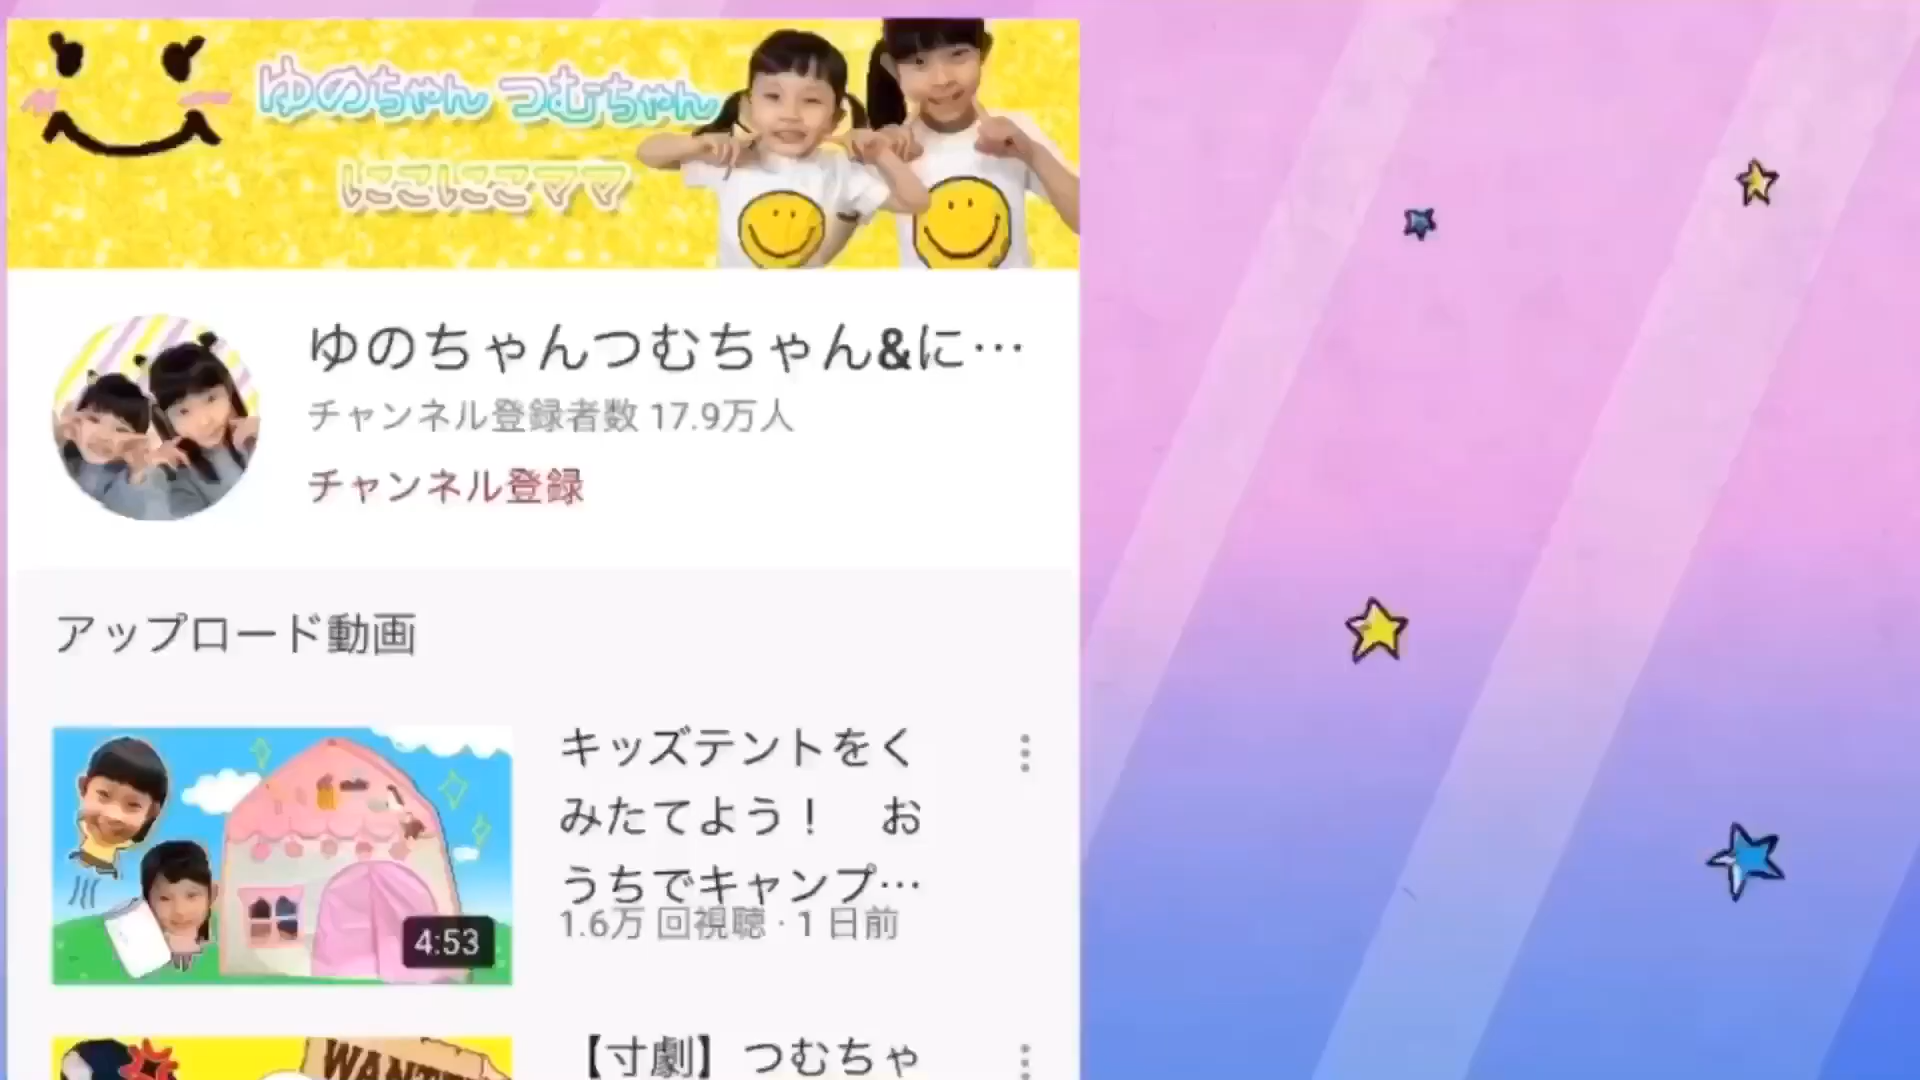 ゆのちゃん つむちゃん
にこにこママ
ゆのちゃんつむちゃん&に…
チャンネル登録者数 17.9万人
チャンネル登録
アップロード動画
キッズテントをく
みたてよう！　お
うちでキャンプ…
1.6万 回視聴・1 日前
4:53
【寸劇】つむちゃ